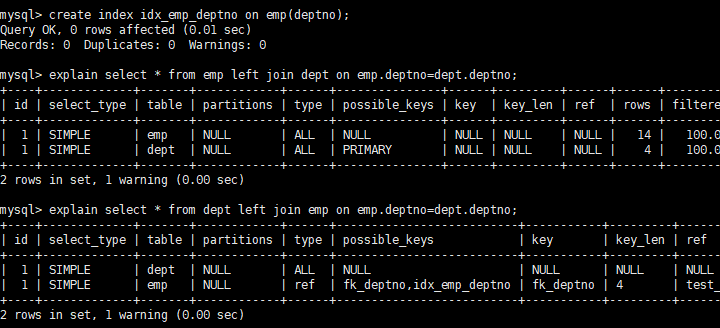 mysql> create index idx_emp_deptno on emp(deptno);
Query OK, 0 rows affected (0.01 sec)
Records: 0  Duplicates: 0  Warnings: 0
mysql> explain select * from emp left join dept on emp.deptno=dept.deptno;
+----+-------------+-------+------------+------+---------------+------+---------+------+------+---------
| id | select_type | table | partitions | type | possible_keys | key  | key_len | ref  | rows | filtere
+----+-------------+-------+------------+------+---------------+------+---------+------+------+---------
|  1 | SIMPLE      | emp   | NULL       | ALL  | NULL          | NULL | NULL    | NULL |   14 |   100.0
|  1 | SIMPLE      | dept  | NULL       | ALL  | PRIMARY       | NULL | NULL    | NULL |    4 |   100.0
+----+-------------+-------+------------+------+---------------+------+---------+------+------+---------
2 rows in set, 1 warning (0.00 sec)
mysql> explain select * from dept left join emp on emp.deptno=dept.deptno;
+----+-------------+-------+------------+------+--------------------------+-----------+---------+-------
| id | select_type | table | partitions | type | possible_keys            | key       | key_len | ref
+----+-------------+-------+------------+------+--------------------------+-----------+---------+-------
|  1 | SIMPLE      | dept  | NULL       | ALL  | NULL                     | NULL      | NULL    | NULL
|  1 | SIMPLE      | emp   | NULL       | ref  | fk_deptno,idx_emp_deptno | fk_deptno | 4       | test_
+----+-------------+-------+------------+------+--------------------------+-----------+---------+-------
2 rows in set, 1 warning (0.00 sec)